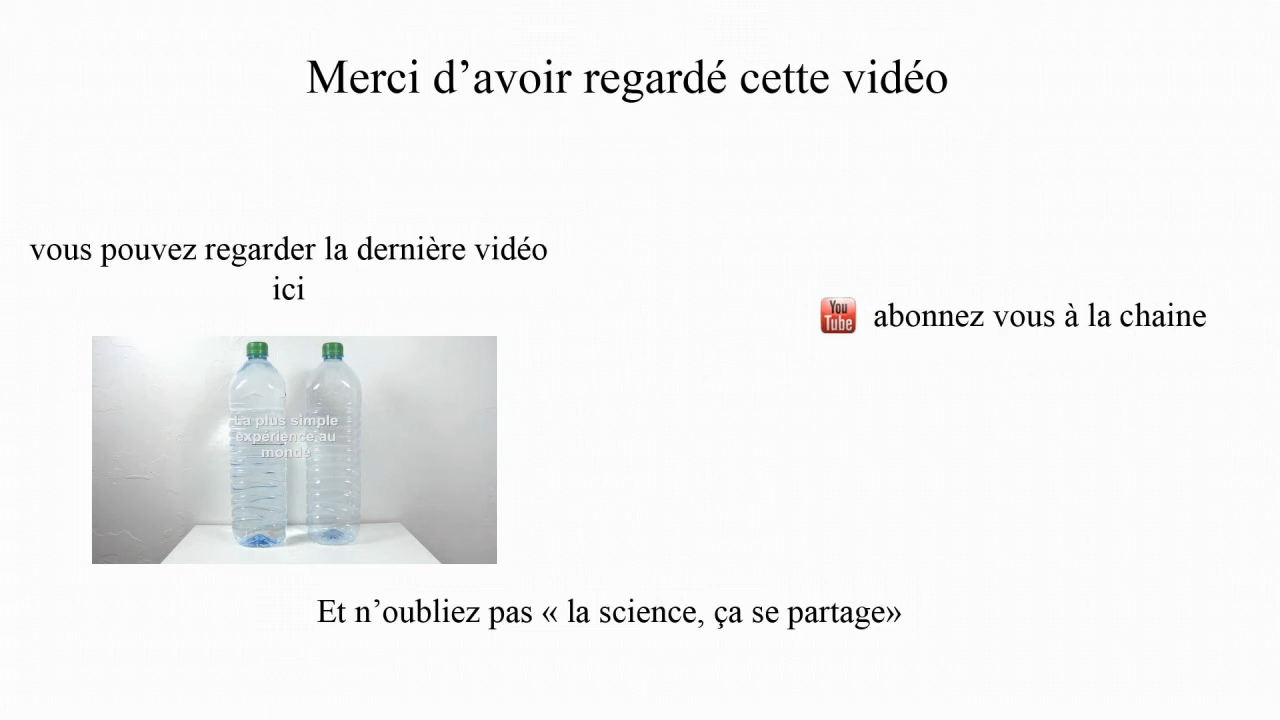 Merci d’avoir regardé cette vidéo
vous pouvez regarder la dernière vidéo
ici
You
Tube
abonnez vous à la chaine
La plus simple
expérience au
monde
Et n’oubliez pas « la science, ça se partage»